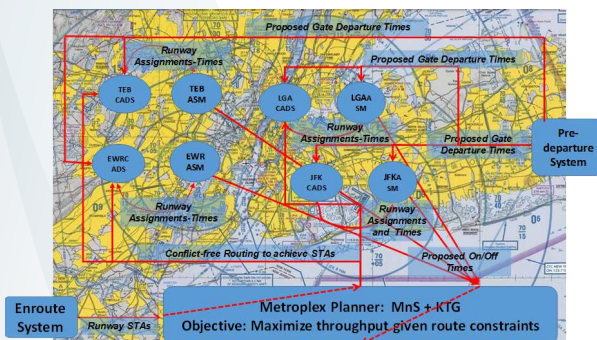 Proposed Gate Departure Times
Runway
Assignments-Times
Proposed Gate Departure Times
TEB
CADS
TEB
ASM
LGA
CADS
LGAA
SM
Runway
Assignments-Times
Proposed Gate
Departure Times
Pre-
departure
System
EWRC
ADS
EWR
ASM
JFK
CADS
JFKA
SM
Runway
Assignments-Times
Runway
Assignments
and Times
Conflict-free Routing to achieve STAs
Proposed On/Off
Times
Enroute
System
Runway STAs
Metroplex Planner: MnS + KTG
Objective: Maximize throughput given route constraints